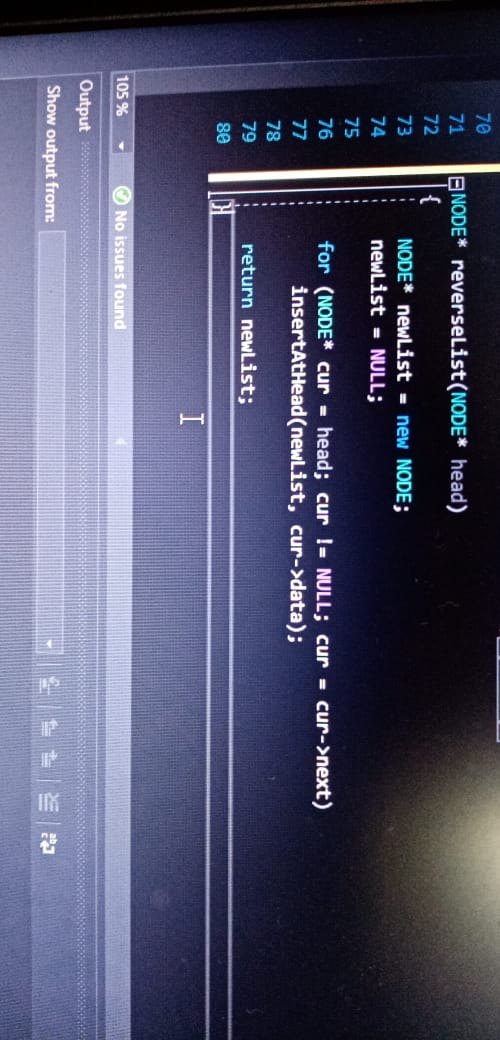 70
71 NODE* reverseList(NODE* head)
72 {
73 NODE* newList = new NODE;
74 newList = NULL;
75
76 for (NODE* cur = head; cur != NULL; cur = cur->next)
77 insertAtHead(newList, cur->data);
78
79 return newList;
80 }
105 % No issues found
Output
Show output from: